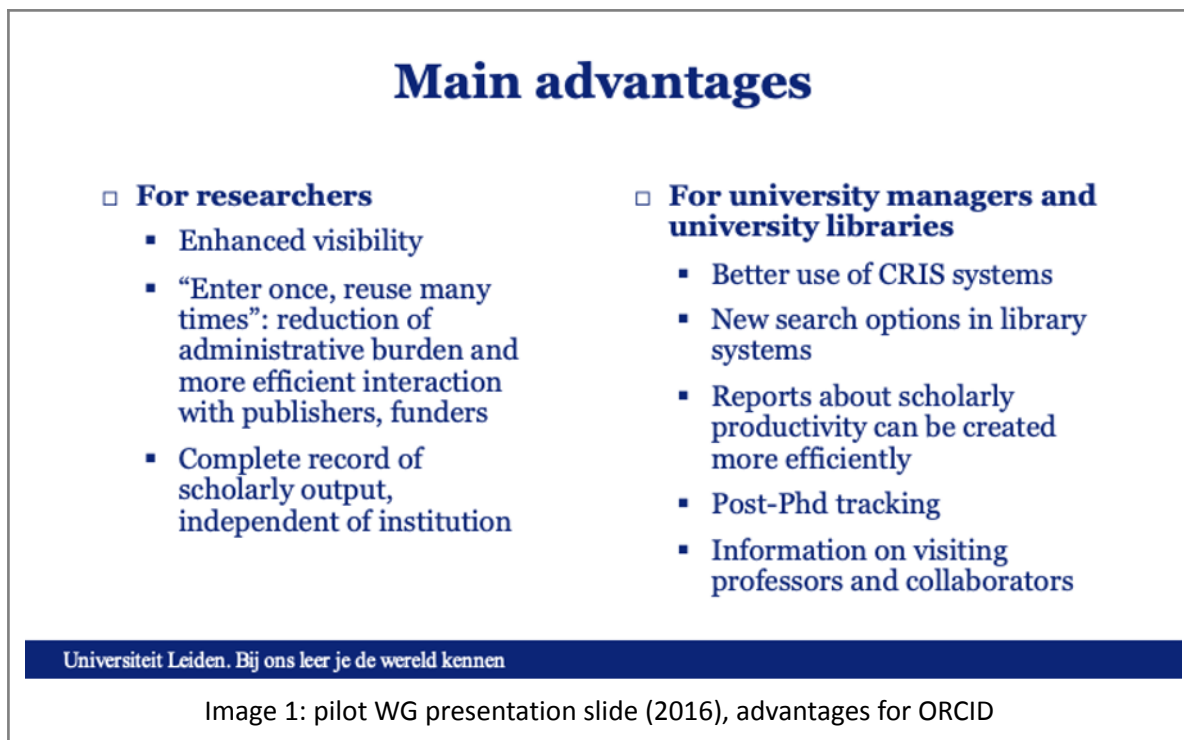 Main advantages
For researchers
Enhanced visibility
“Enter once, reuse many
times”: reduction of
administrative burden and
more efficient interaction
with publishers, funders
Complete record of
scholarly output,
independent of institution
For university managers and
university libraries
Better use of CRIS systems
New search options in library
systems
Reports about scholarly
productivity can be created
more efficiently
Post-Phd tracking
Information on visiting
professors and collaborators
Universiteit Leiden. Bij ons leer je de wereld kennen
Image 1: pilot WG presentation slide (2016), advantages for ORCID